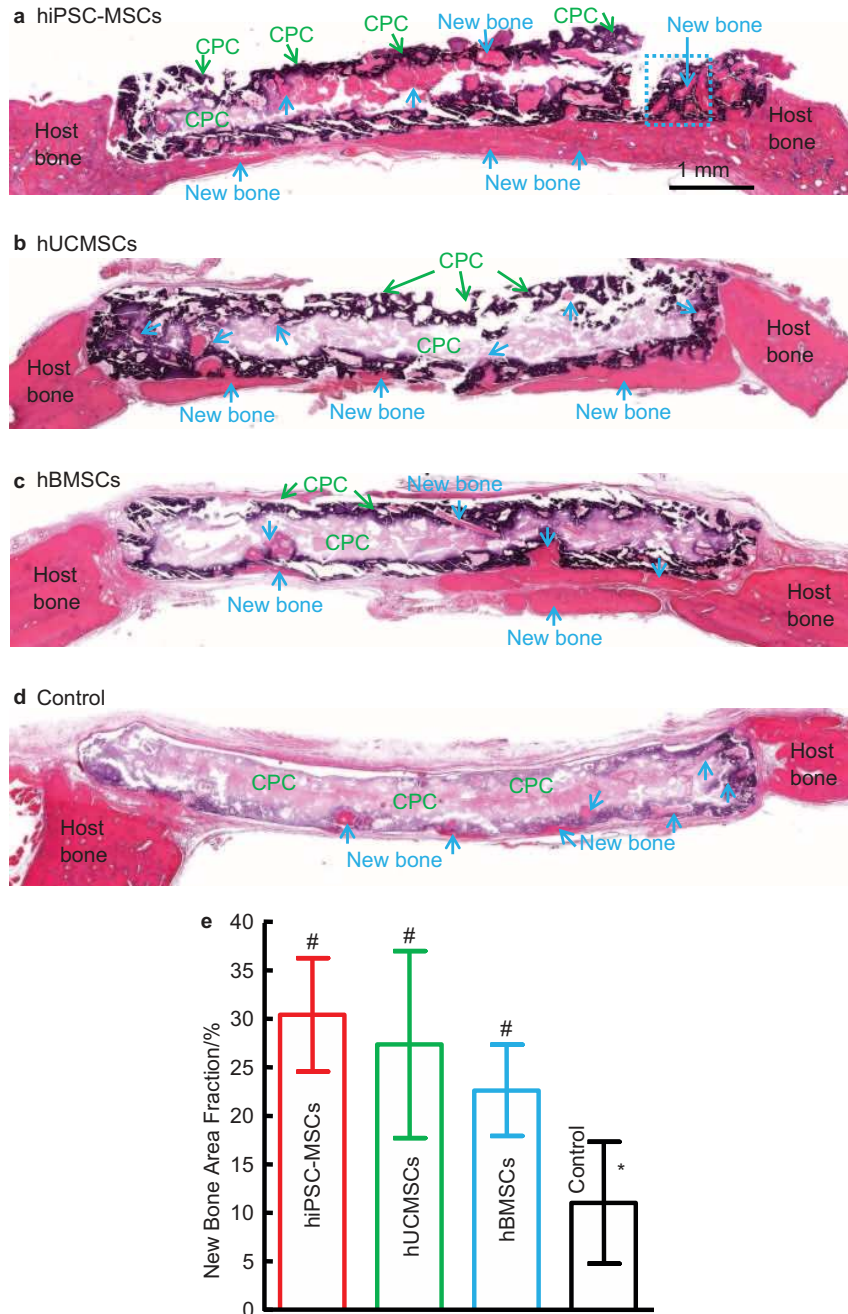 a hiPSC-MSCs
CPC
CPC
CPC
New bone
CPC
New bone
CPC
Host
bone
Host
bone
New bone
New bone
1 mm
b hUCMSCs
CPC
CPC
Host
bone
Host
bone
New bone
New bone
New bone
c hBMSCs
CPC
New bone
CPC
Host
bone
Host
bone
New bone
New bone
d Control
CPC
CPC
CPC
Host
bone
Host
bone
New bone
New bone
e
New Bone Area Fraction/%
40
35
30
25
20
15
10
5
0
#
#
#
*
hiPSC-MSCs
hUCMSCs
hBMSCs
Control